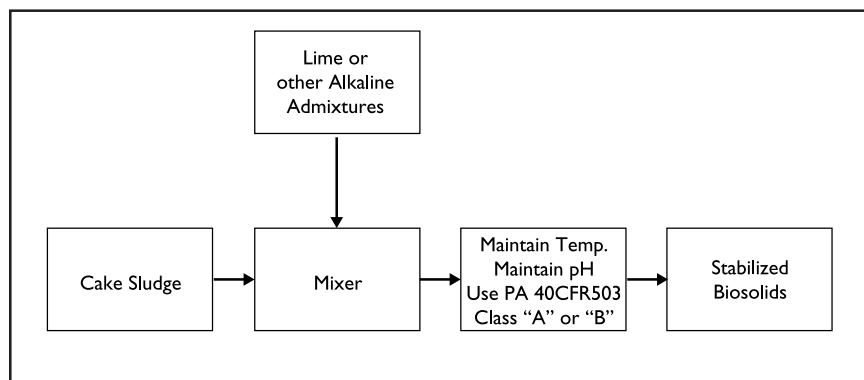 Lime or
other Alkaline
Admixtures
Cake Sludge
Mixer
Maintain Temp.
Maintain pH
Use PA 40CFR503
Class “A” or “B”
Stabilized
Biosolids